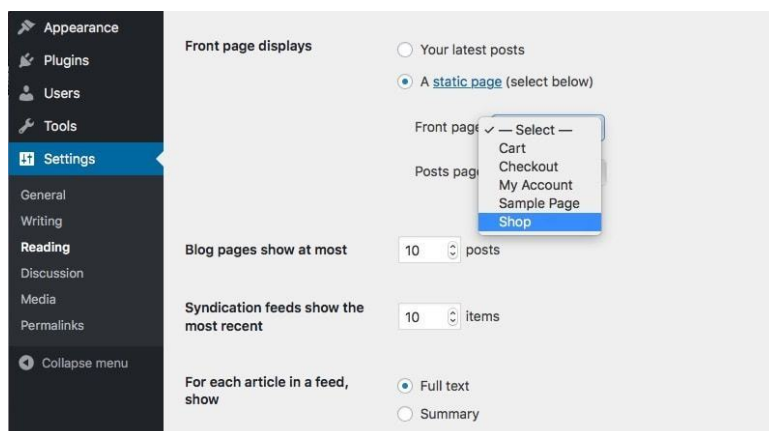 Appearance
Plugins
Users
Tools
Settings
General
Writing
Reading
Discussion
Media
Permalinks
Collapse menu
Front page displays
Your latest posts
A static page (select below)
Front page
✓ — Select —
Cart
Checkout
My Account
Sample Page
Shop
Posts pag
Blog pages show at most
10 posts
Syndication feeds show the
most recent
10 items
For each article in a feed,
show
Full text
Summary